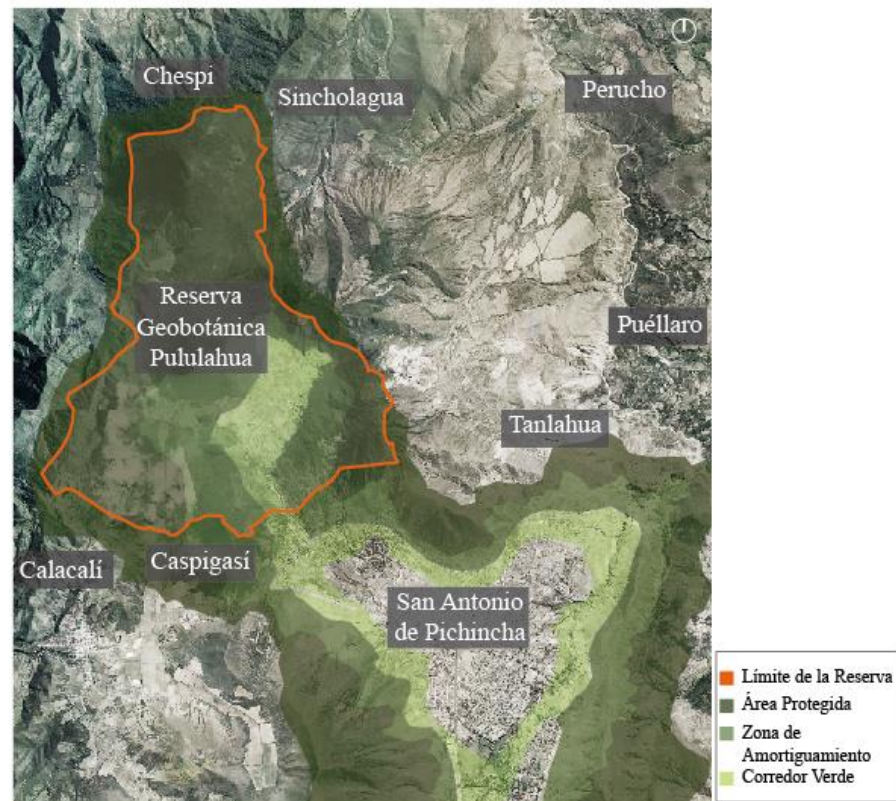 Chespi
Sincholagua
Perucho
Reserva
Geobotánica
Pululahua
Puéllaro
Tanlahua
Calacalí
Caspigasí
San Antonio
de Pichincha
Límite de la Reserva
Área Protegida
Zona de
Amortiguamiento
Corredor Verde